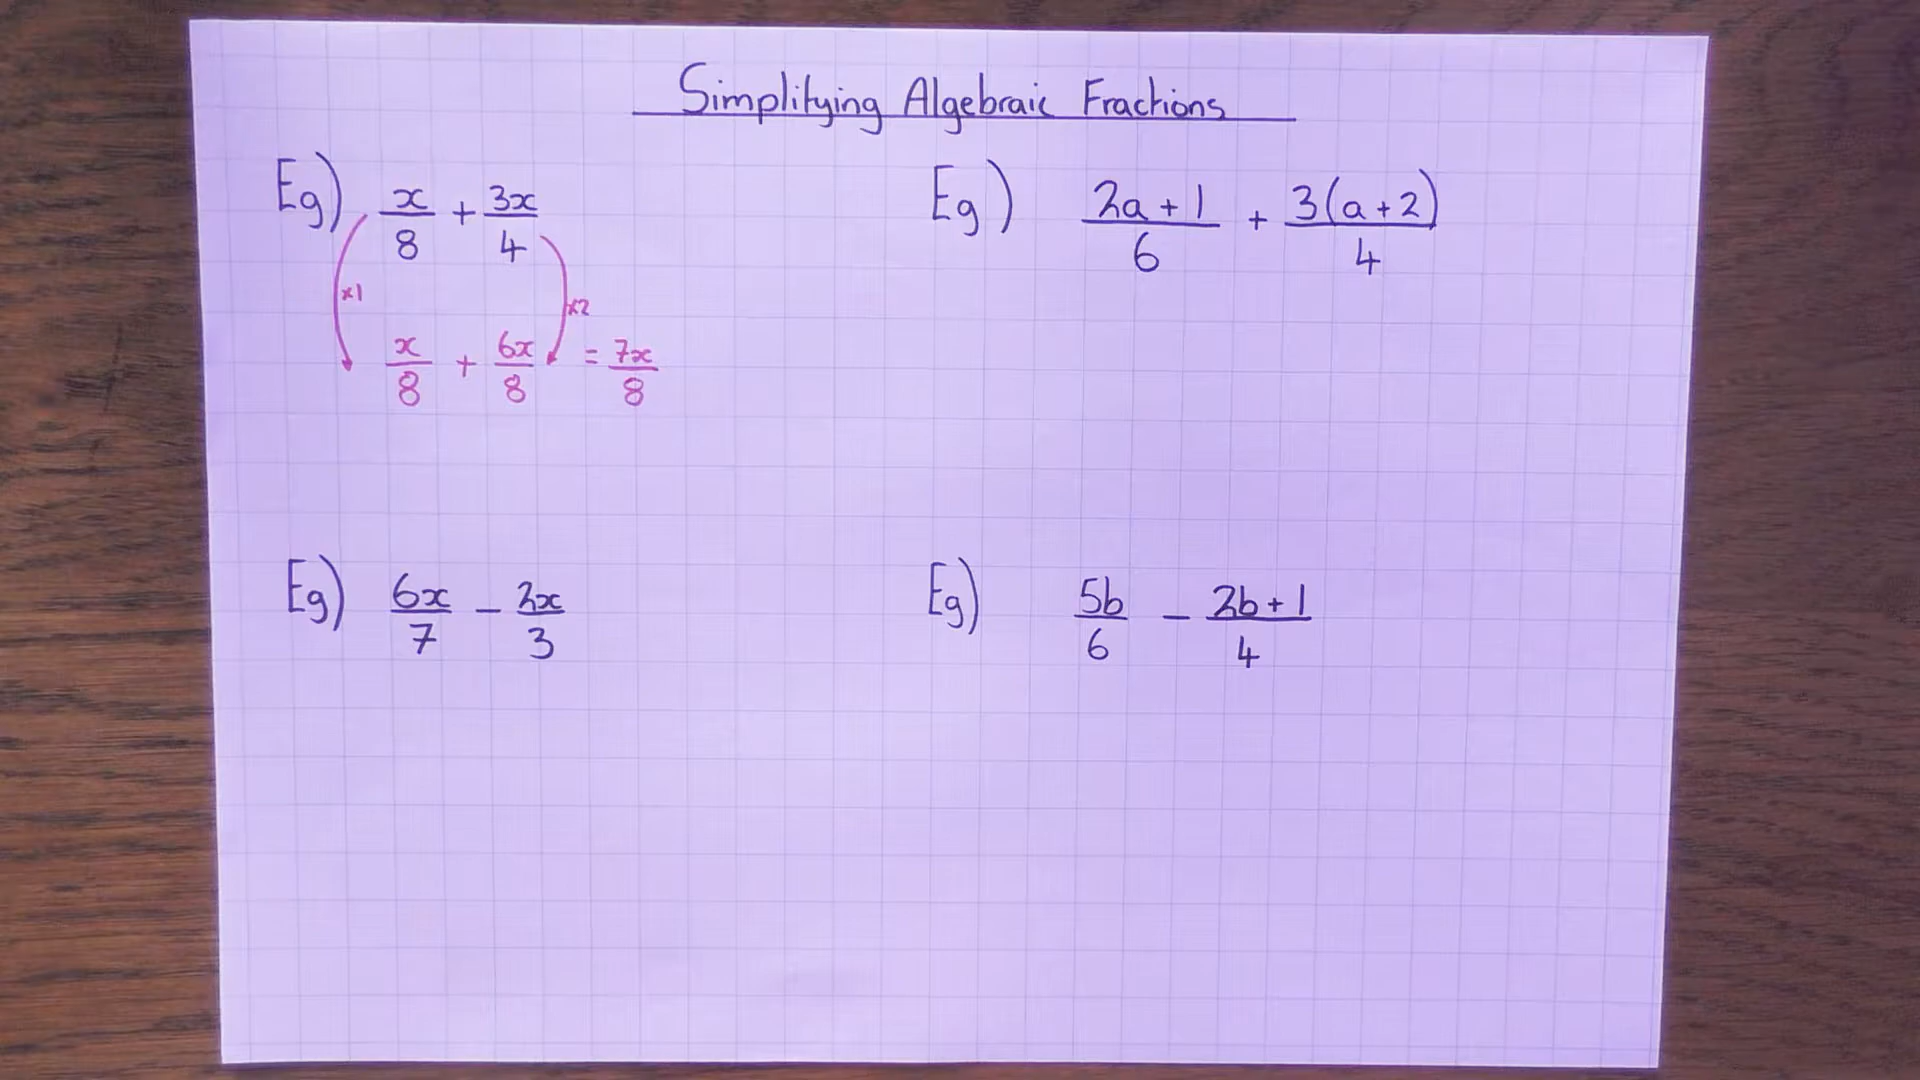 Simplifying Algebraic Fractions
Eg) x/8 + 3x/4
×1 ×2
x/8 + 6x/8 = 7x/8
Eg) 2a+1/6 + 3(a+2)/4
Eg) 6x/7 - 2x/3
Eg) 5b/6 - 2b+1/4